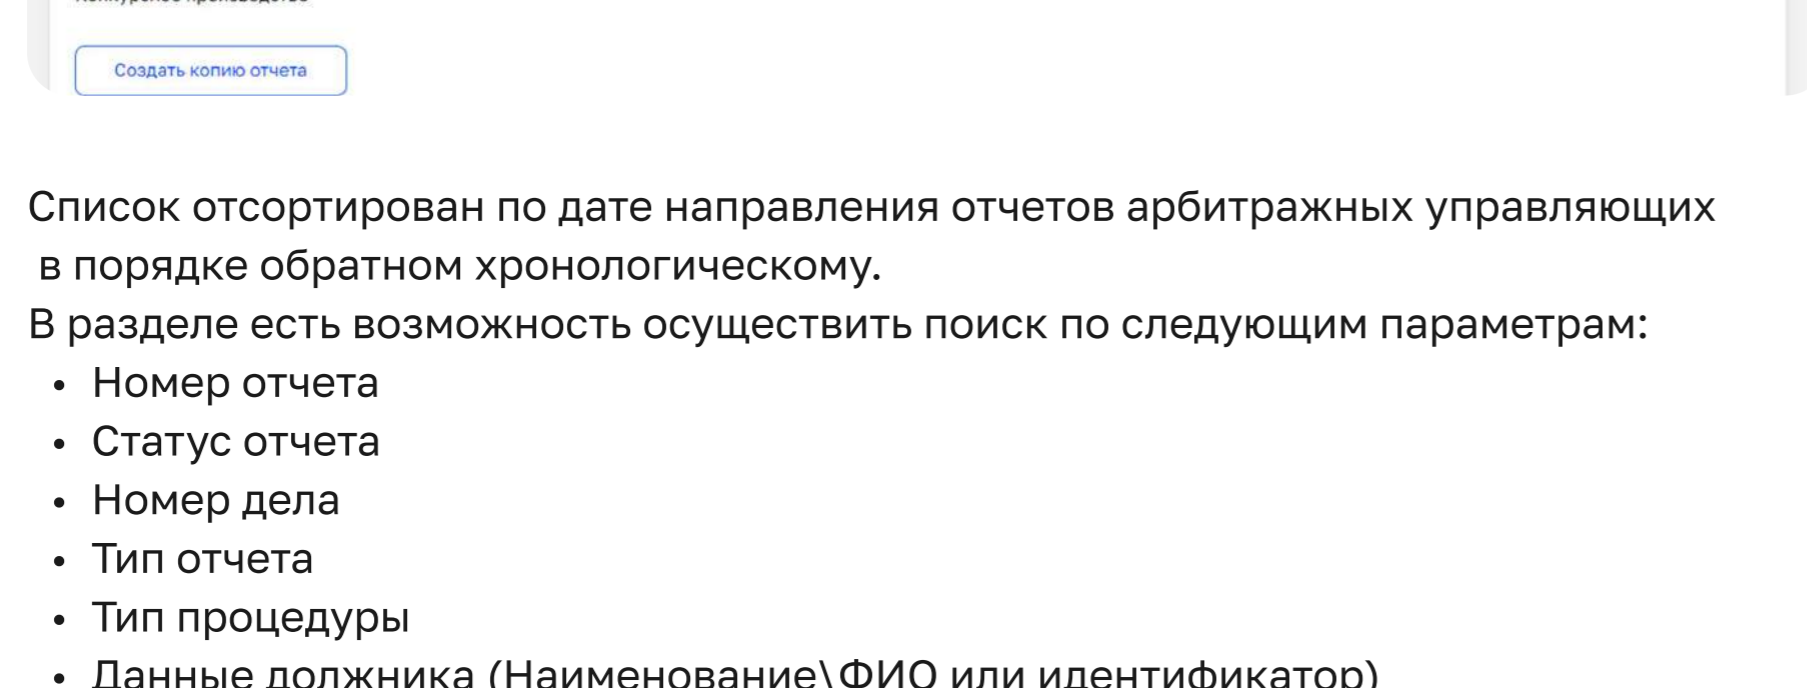 Конкурсное производство
Создать копию отчета
Список отсортирован по дате направления отчетов арбитражных управляющих
в порядке обратном хронологическому.
В разделе есть возможность осуществить поиск по следующим параметрам:
• Номер отчета
• Статус отчета
• Номер дела
• Тип отчета
• Тип процедуры
• Данные должника (Наименование\ФИО или идентификатор)